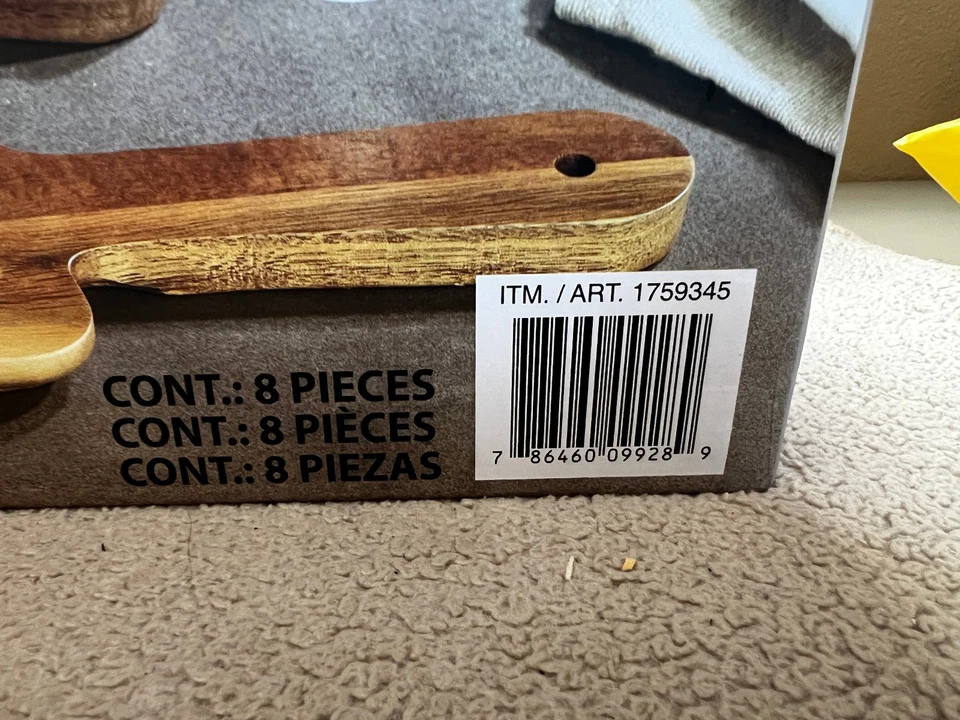 ITM. / ART. 1759345
CONT.: 8 PIECES
CONT.: 8 PIÈCES
CONT.: 8 PIEZAS
7 86460 09928 9